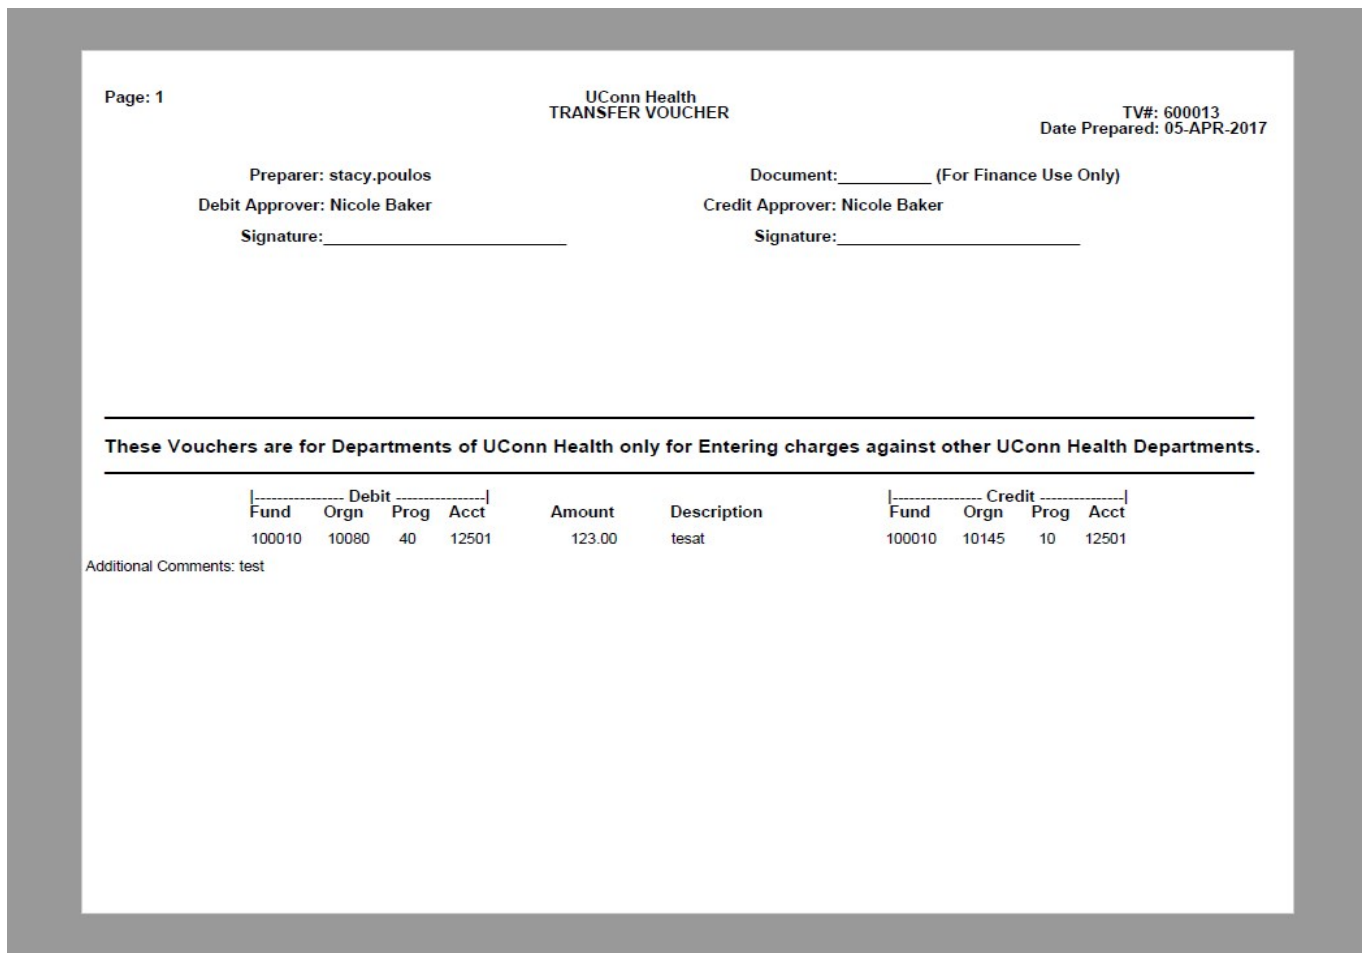 Page: 1
UConn Health
TRANSFER VOUCHER
TV#: 600013
Date Prepared: 05-APR-2017
Preparer: stacy.poulos
Document:__________ (For Finance Use Only)
Debit Approver: Nicole Baker
Credit Approver: Nicole Baker
Signature:__________________________
Signature:__________________________
These Vouchers are for Departments of UConn Health only for Entering charges against other UConn Health Departments.
|---------------- Debit ----------------| |---------------- Credit ---------------|
Fund Orgn Prog Acct Amount Description Fund Orgn Prog Acct
100010 10080 40 12501 123.00 tesat 100010 10145 10 12501
Additional Comments: test